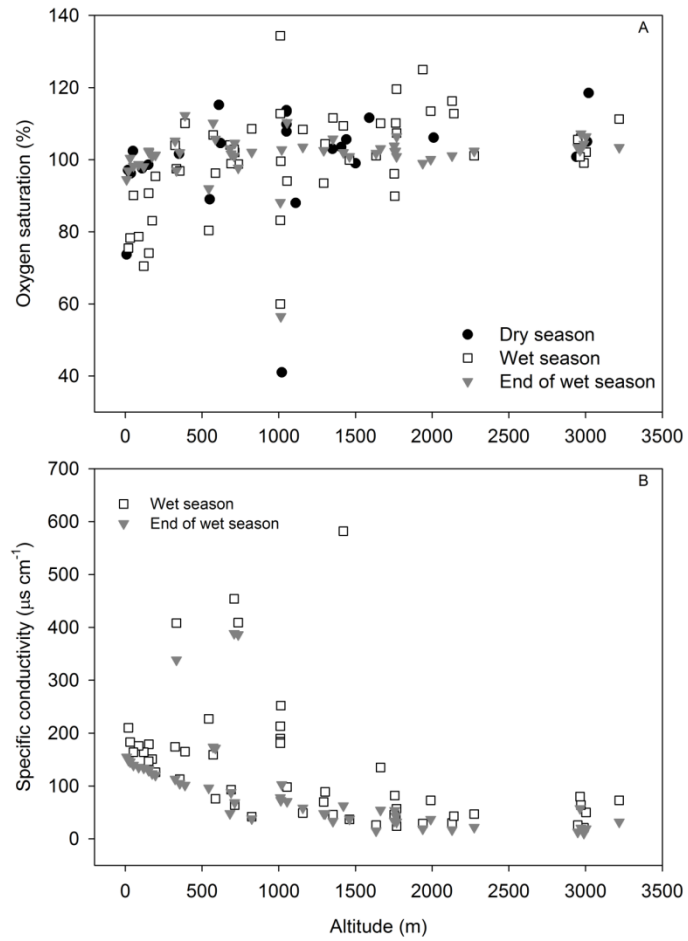 140
A
120
100
80
60
40
Oxygen saturation (%)
Dry season
Wet season
End of wet season
0 500 1000 1500 2000 2500 3000 3500
700
B
600
500
400
300
200
100
0
Specific conductivity (µs cm⁻¹)
Wet season
End of wet season
0 500 1000 1500 2000 2500 3000 3500
Altitude (m)